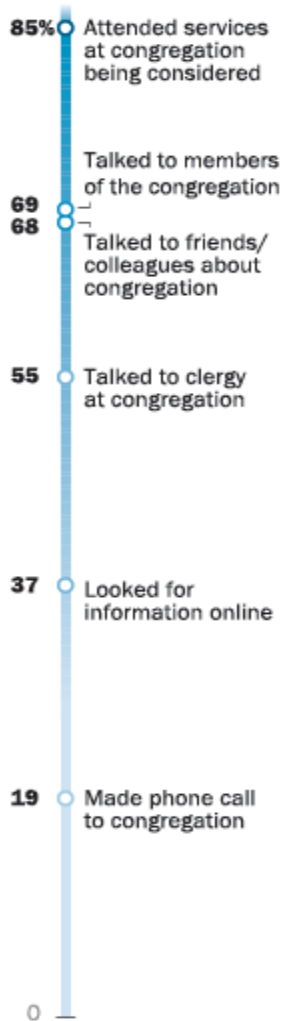 85% Attended services
at congregation
being considered
Talked to members
of the congregation
69
68
Talked to friends/
colleagues about
congregation
55 Talked to clergy
at congregation
37 Looked for
information online
19 Made phone call
to congregation
0